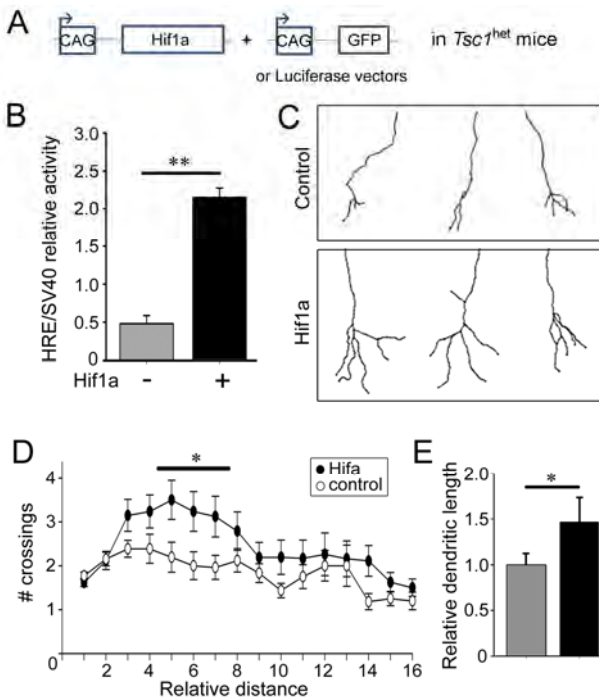 A
CAG Hif1a + CAG GFP in Tsc1het mice
or Luciferase vectors
B
HRE/SV40 relative activity
3.0
2.5
2.0
1.5
1.0
0.5
0
**
Hif1a - +
C
Control
Hif1a
D
# crossings
4
3
2
1
*
Hifa
control
0 2 4 6 8 10 12 14 16
Relative distance
E
Relative dendritic length
2.0
1.5
1.0
0.5
0.0
*